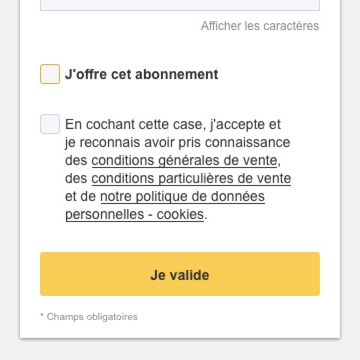 Afficher les caractères
J'offre cet abonnement
En cochant cette case, j'accepte et
je reconnais avoir pris connaissance
des conditions générales de vente,
des conditions particulières de vente
et de notre politique de données
personnelles - cookies.
Je valide
* Champs obligatoires